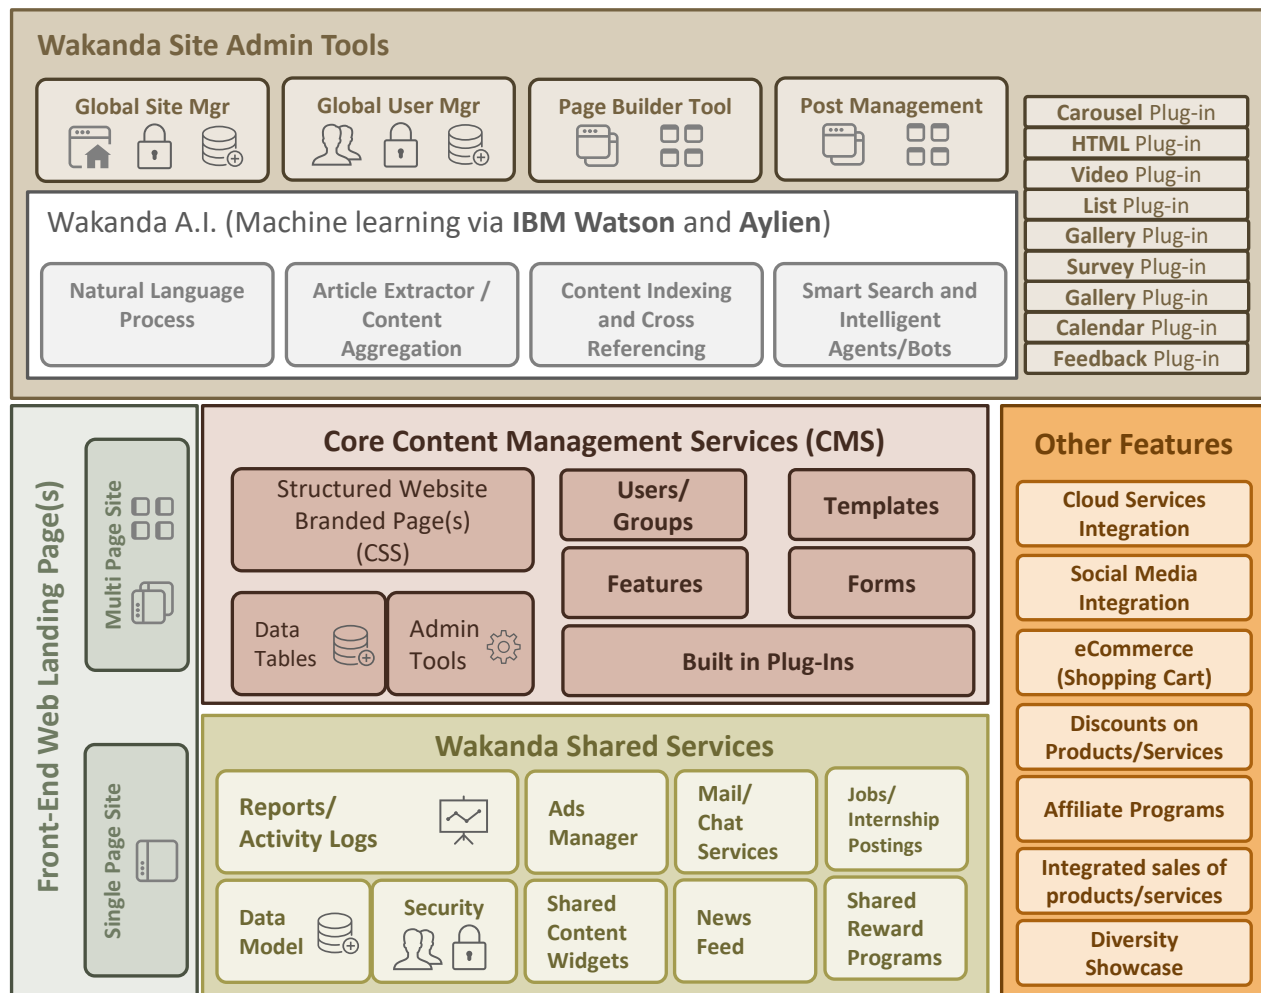 Wakanda Site Admin Tools
Global Site Mgr
Global User Mgr
Page Builder Tool
Post Management
Carousel Plug-in
HTML Plug-in
Video Plug-in
List Plug-in
Gallery Plug-in
Survey Plug-in
Gallery Plug-in
Calendar Plug-in
Feedback Plug-in
Wakanda A.I. (Machine learning via IBM Watson and Aylien)
Natural Language
Process
Article Extractor /
Content
Aggregation
Content Indexing
and Cross
Referencing
Smart Search and
Intelligent
Agents/Bots
Front-End Web Landing Page(s)
Multi Page Site
Single Page Site
Core Content Management Services (CMS)
Structured Website
Branded Page(s)
(CSS)
Users/
Groups
Templates
Features
Forms
Data
Tables
Admin
Tools
Built in Plug-Ins
Wakanda Shared Services
Reports/
Activity Logs
Ads
Manager
Mail/
Chat
Services
Jobs/
Internship
Postings
Data
Model
Security
Shared
Content
Widgets
News
Feed
Shared
Reward
Programs
Other Features
Cloud Services
Integration
Social Media
Integration
eCommerce
(Shopping Cart)
Discounts on
Products/Services
Affiliate Programs
Integrated sales of
products/services
Diversity
Showcase